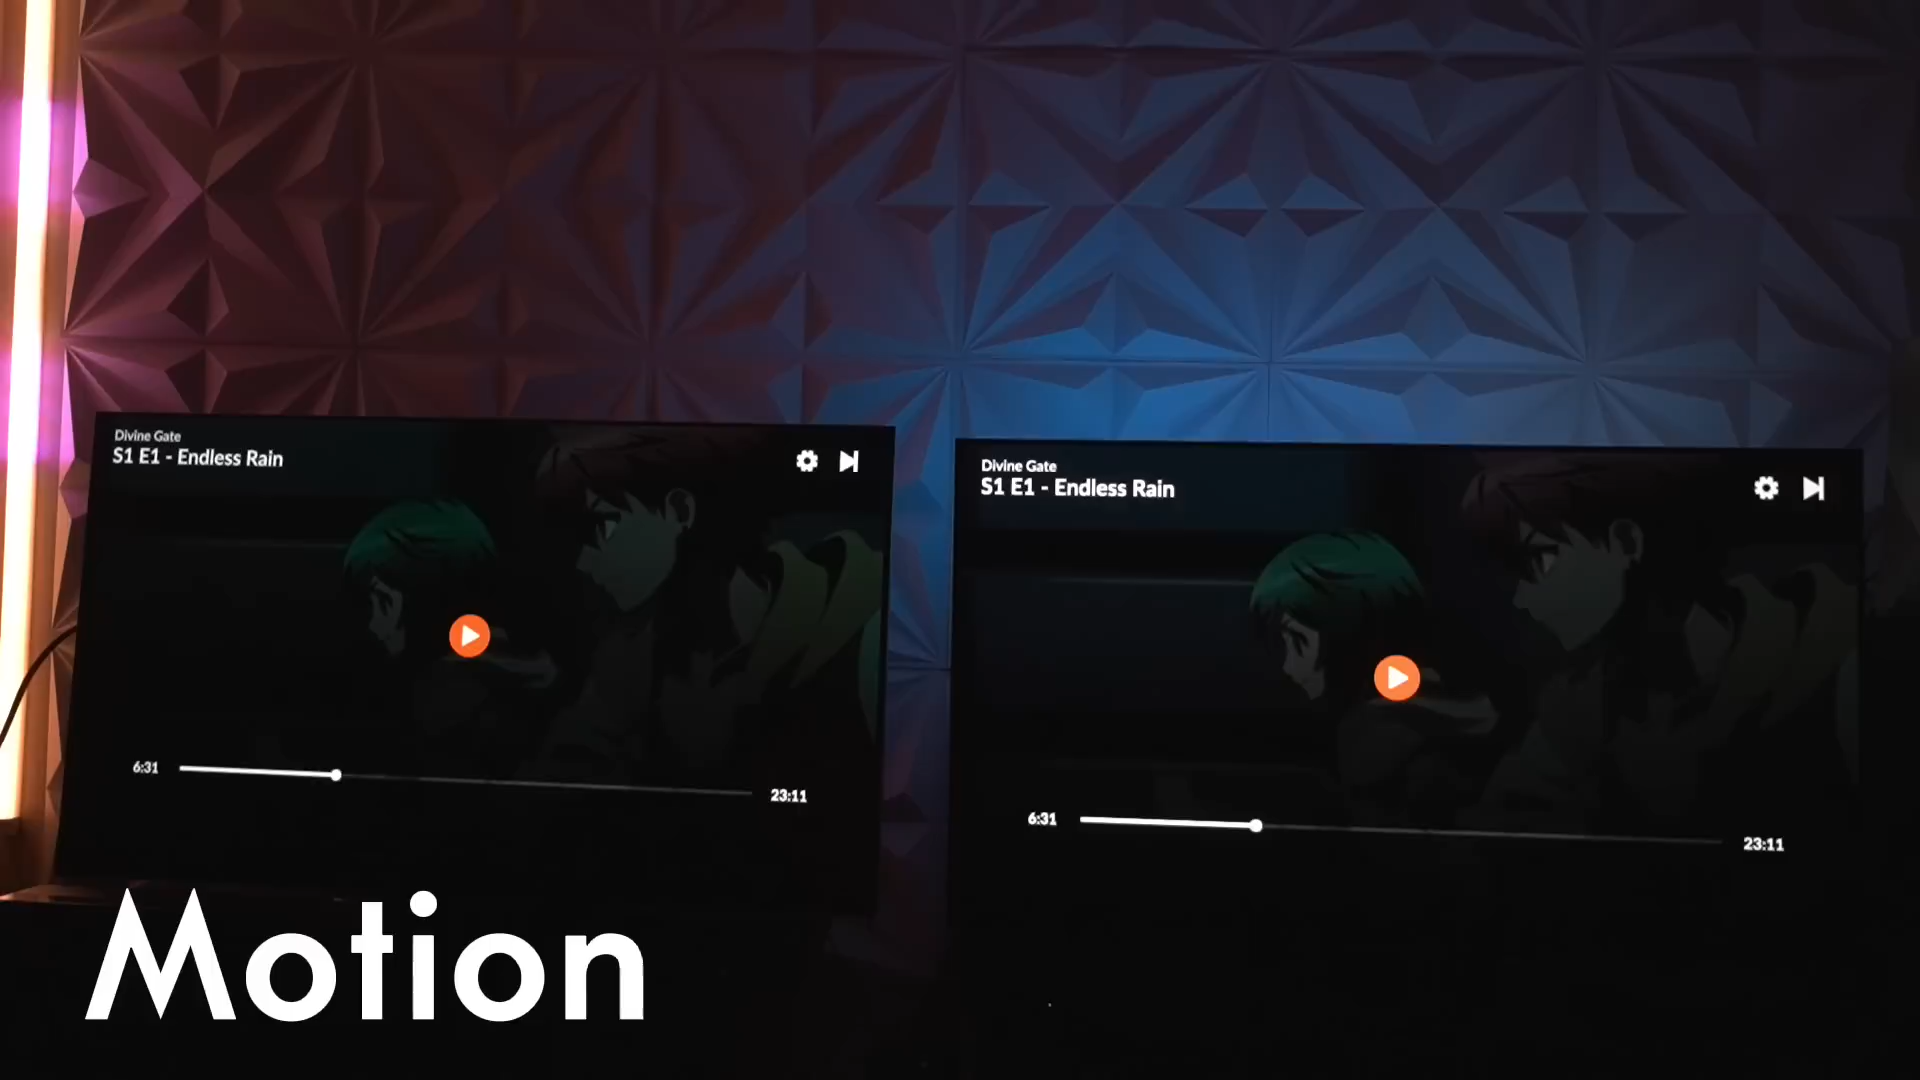 Divine Gate
S1 E1 - Endless Rain
6:31
23:11
Divine Gate
S1 E1 - Endless Rain
6:31
23:11
Motion